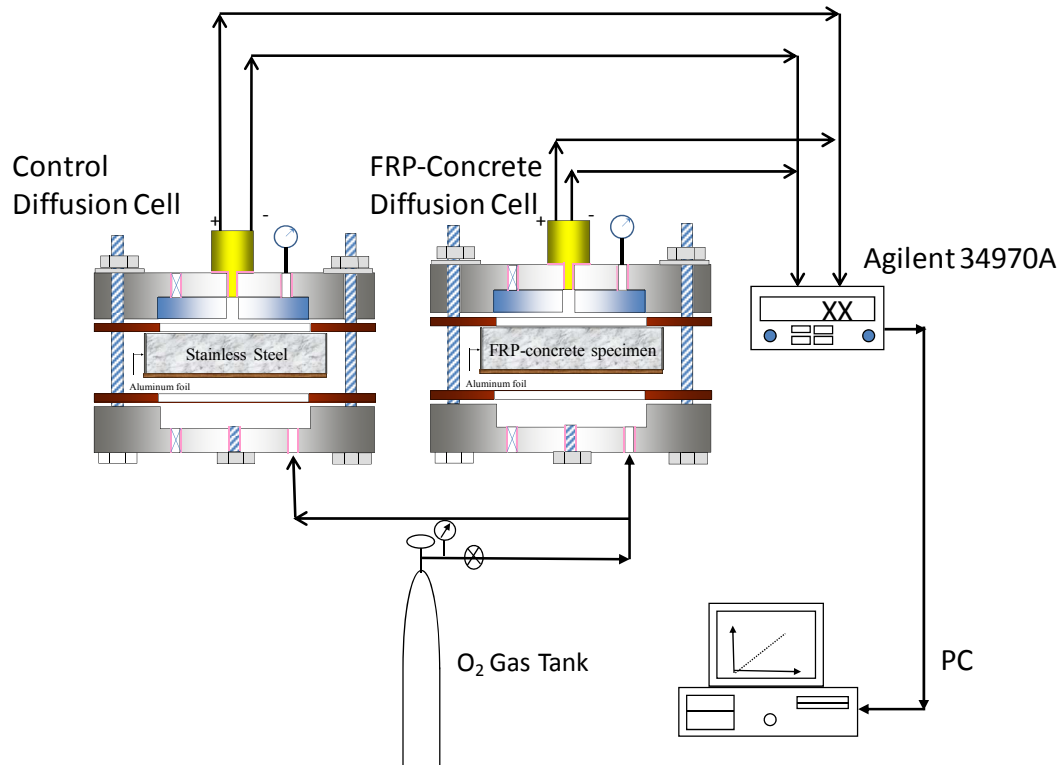 Control
Diffusion Cell
FRP-Concrete
Diffusion Cell
+
-
+
-
Agilent 34970A
XX
Stainless Steel
FRP-concrete specimen
Aluminum foil
Aluminum foil
O₂ Gas Tank
PC